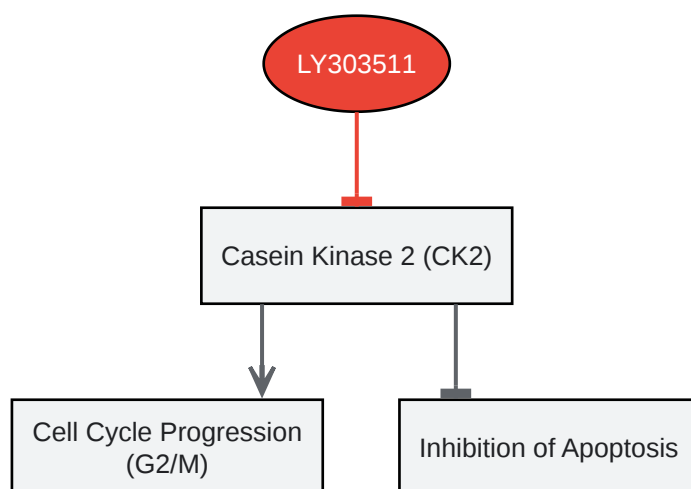 LY303511
Casein Kinase 2 (CK2)
Cell Cycle Progression
(G2/M)
Inhibition of Apoptosis